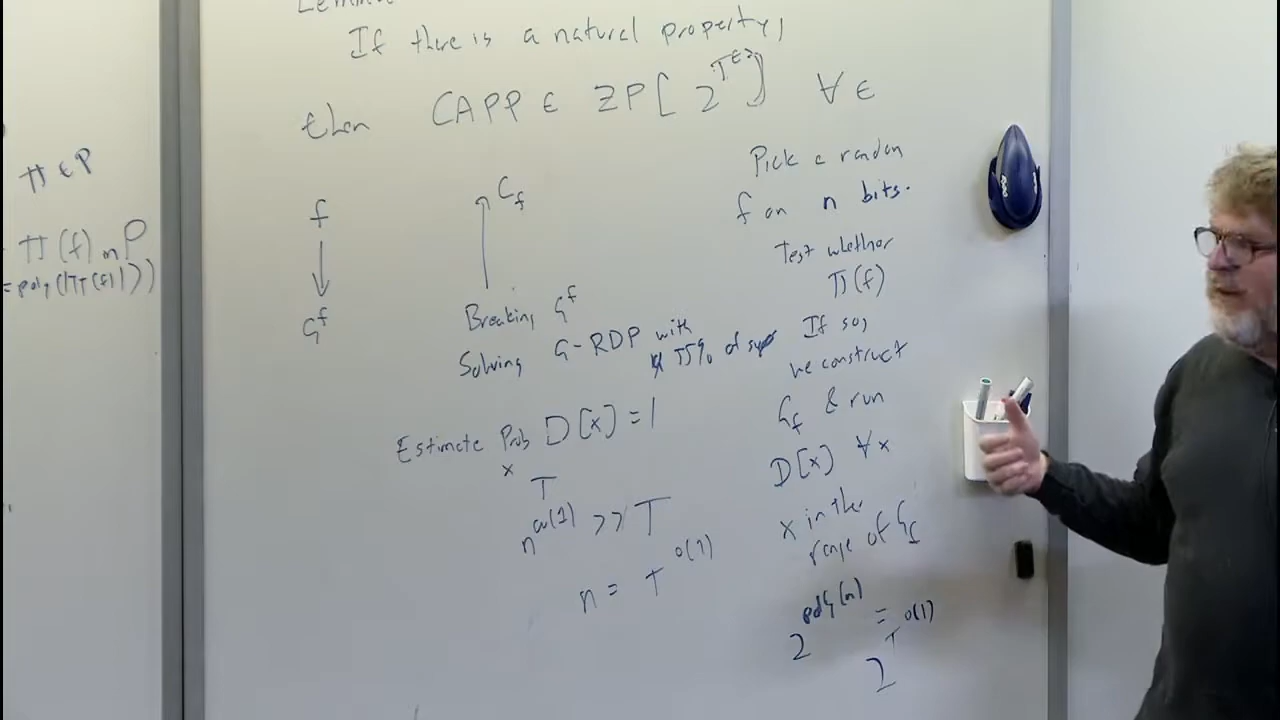 Lemma
If there is a natural property,
then CAPP ∈ ZP[2^{T^ε}] ∀ ε
π ∈ P
π(f) in P
= poly(|π(f)|)
f
↓
G^f
↑ C_f
Breaking G^f
Solving G-RDP with
75% of
Estimate Prob D[x] = 1
x
T
n^{ω(1)} >> T
n = T^{o(1)}
Pick a random
f on n bits.
Test whether
π(f)
If so,
we construct
G_f & run
D[x] ∀x
x in the
range of G_f
2^{poly(n)} = 2^{T^{o(1)}}